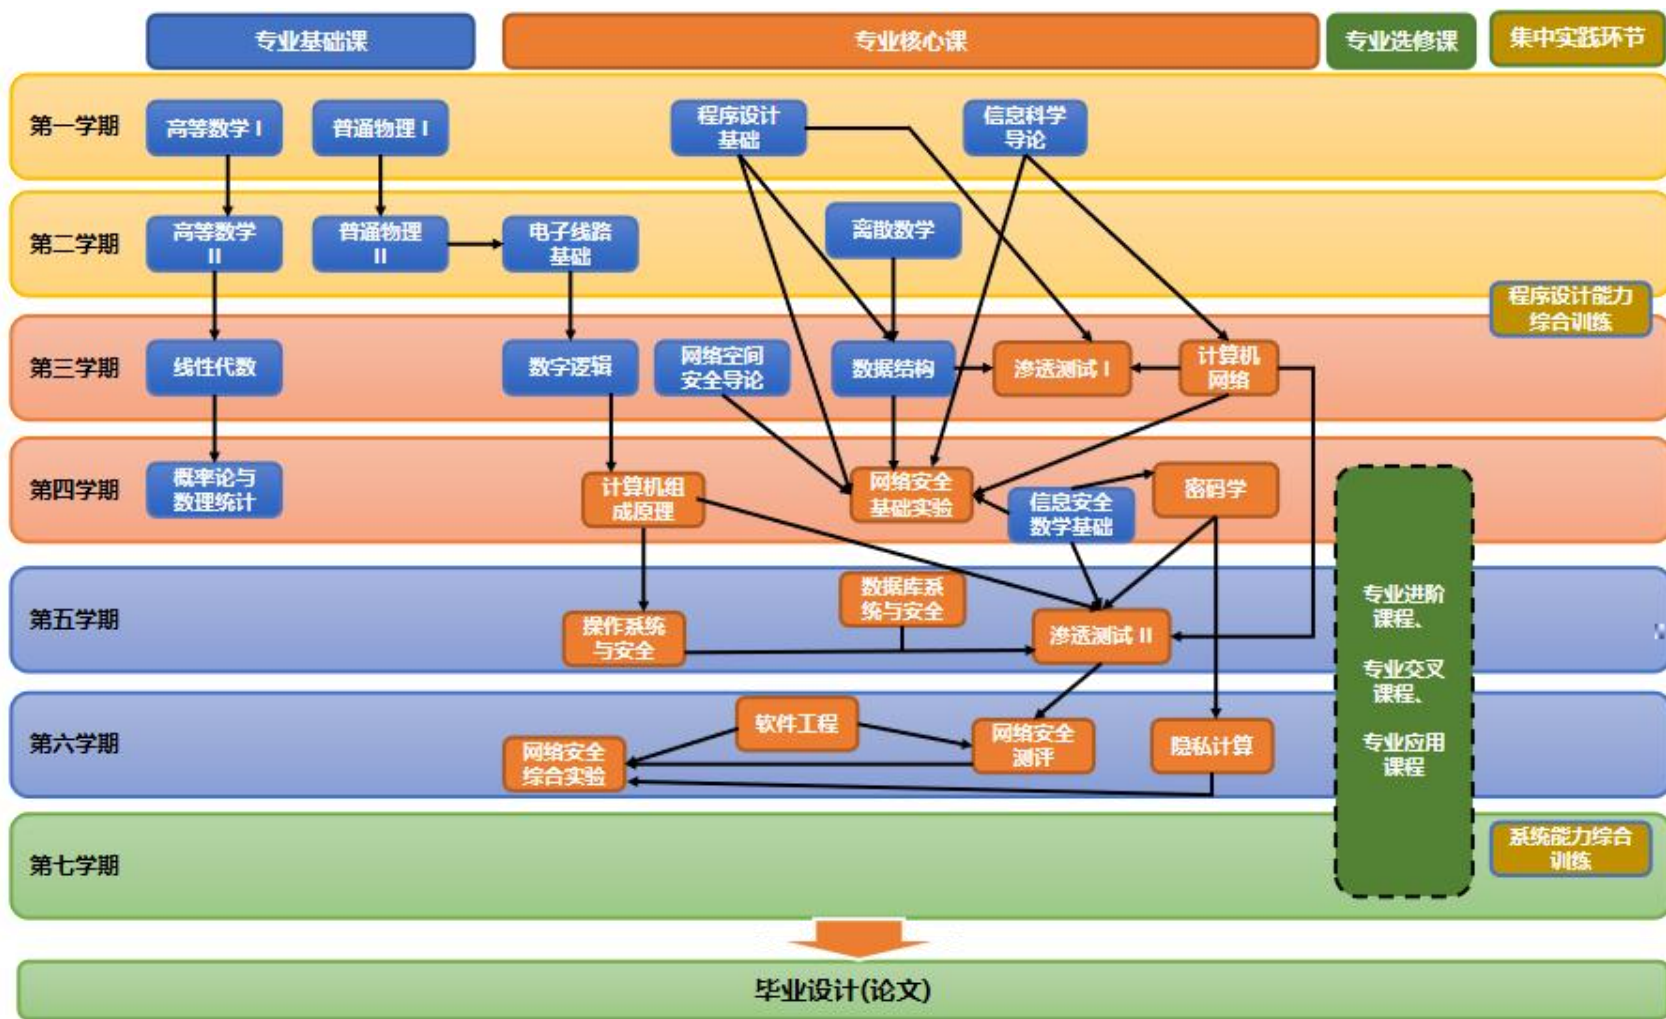 专业基础课
专业核心课
专业选修课
集中实践环节
第一学期
高等数学 I
普通物理 I
程序设计
基础
信息科学
导论
第二学期
高等数学
II
普通物理
II
电子线路
基础
离散数学
程序设计能力
综合训练
第三学期
线性代数
数字逻辑
网络空间
安全导论
数据结构
渗透测试 I
计算机
网络
第四学期
概率论与
数理统计
计算机组
成原理
网络安全
基础实验
信息安全
数学基础
密码学
第五学期
操作系统
与安全
数据库系
统与安全
渗透测试 II
专业进阶
课程、
专业交叉
课程、
专业应用
课程
第六学期
网络安全
综合实验
软件工程
网络安全
测评
隐私计算
第七学期
系统能力综合
训练
毕业设计(论文)